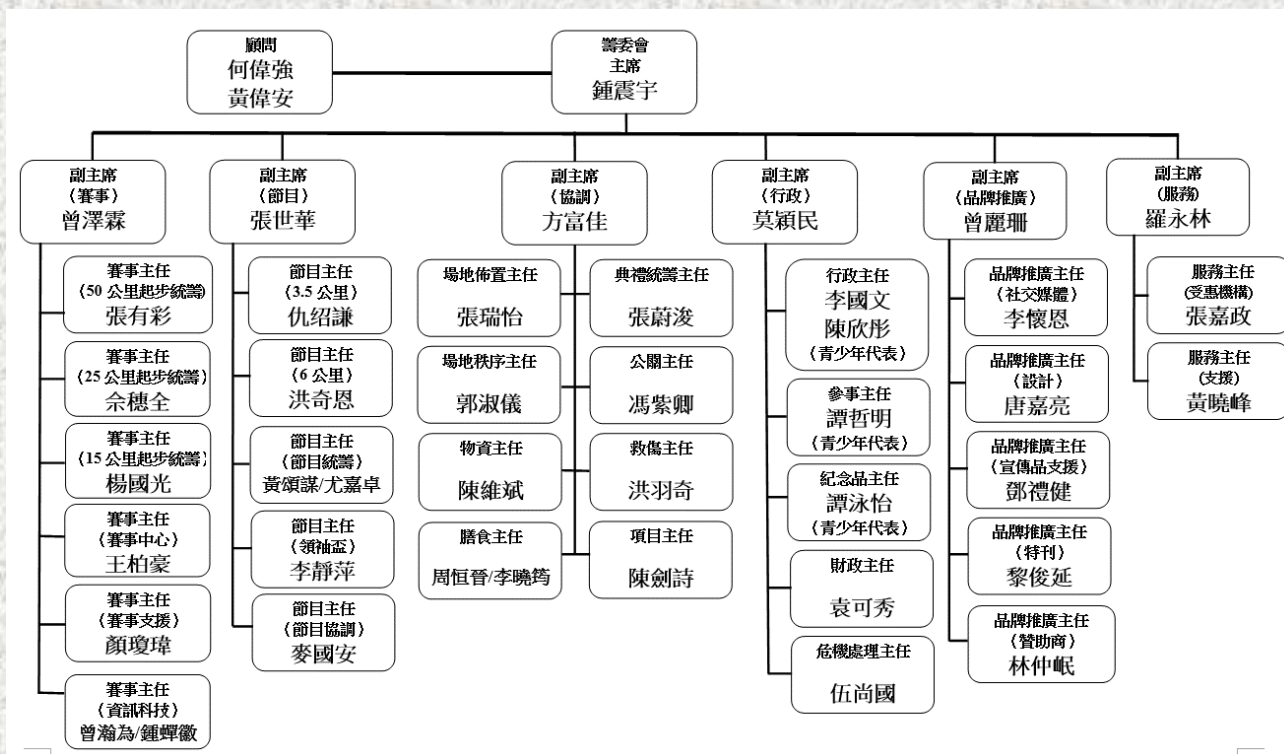 顧問
何偉強
黃偉安
籌委會
主席
鍾震宇
副主席
(賽事)
曾澤霖
副主席
(節目)
張世華
副主席
(協調)
方富佳
副主席
(行政)
莫穎民
副主席
(品牌推廣)
曾麗珊
副主席
(服務)
羅永林
賽事主任
(50 公里起步統籌)
張有彩
賽事主任
(25 公里起步統籌)
佘穗全
賽事主任
(15 公里起步統籌)
楊國光
賽事主任
(賽事中心)
王柏豪
賽事主任
(賽事支援)
顏瓊瑋
賽事主任
(資訊科技)
曾瀚為/鍾蟬徽
節目主任
(3.5 公里)
仇绍謙
節目主任
(6 公里)
洪奇恩
節目主任
(節目統籌)
黃頌謀/尤嘉卓
節目主任
(領袖盃)
李靜萍
節目主任
(節目協調)
麥國安
場地佈置主任
張瑞怡
場地秩序主任
郭淑儀
物資主任
陳維斌
膳食主任
周恒晉/李曉筠
典禮統籌主任
張蔚浚
公關主任
馮紫卿
救傷主任
洪羽奇
項目主任
陳劍詩
行政主任
李國文
陳欣彤
(青少年代表)
參事主任
譚哲明
(青少年代表)
紀念品主任
譚泳怡
(青少年代表)
財政主任
袁可秀
危機處理主任
伍尚國
品牌推廣主任
(社交媒體)
李懷恩
品牌推廣主任
(設計)
唐嘉亮
品牌推廣主任
(宣傳品支援)
鄧禮健
品牌推廣主任
(特刊)
黎俊延
品牌推廣主任
(贊助商)
林仲岷
服務主任
(受惠機構)
張嘉政
服務主任
(支援)
黃曉峰